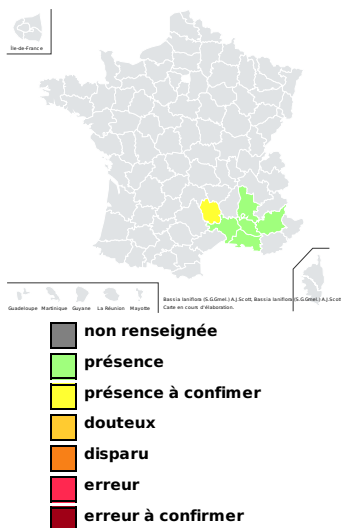 Île-de-France
Guadeloupe Martinique Guyane La Réunion Mayotte
Bassia laniflora (S.G.Gmel.) A.J.Scott, Bassia laniflora (S.G.Gmel.) A.J.Scott
Carte en cours d'élaboration.
non renseignée
présence
présence à confimer
douteux
disparu
erreur
erreur à confirmer